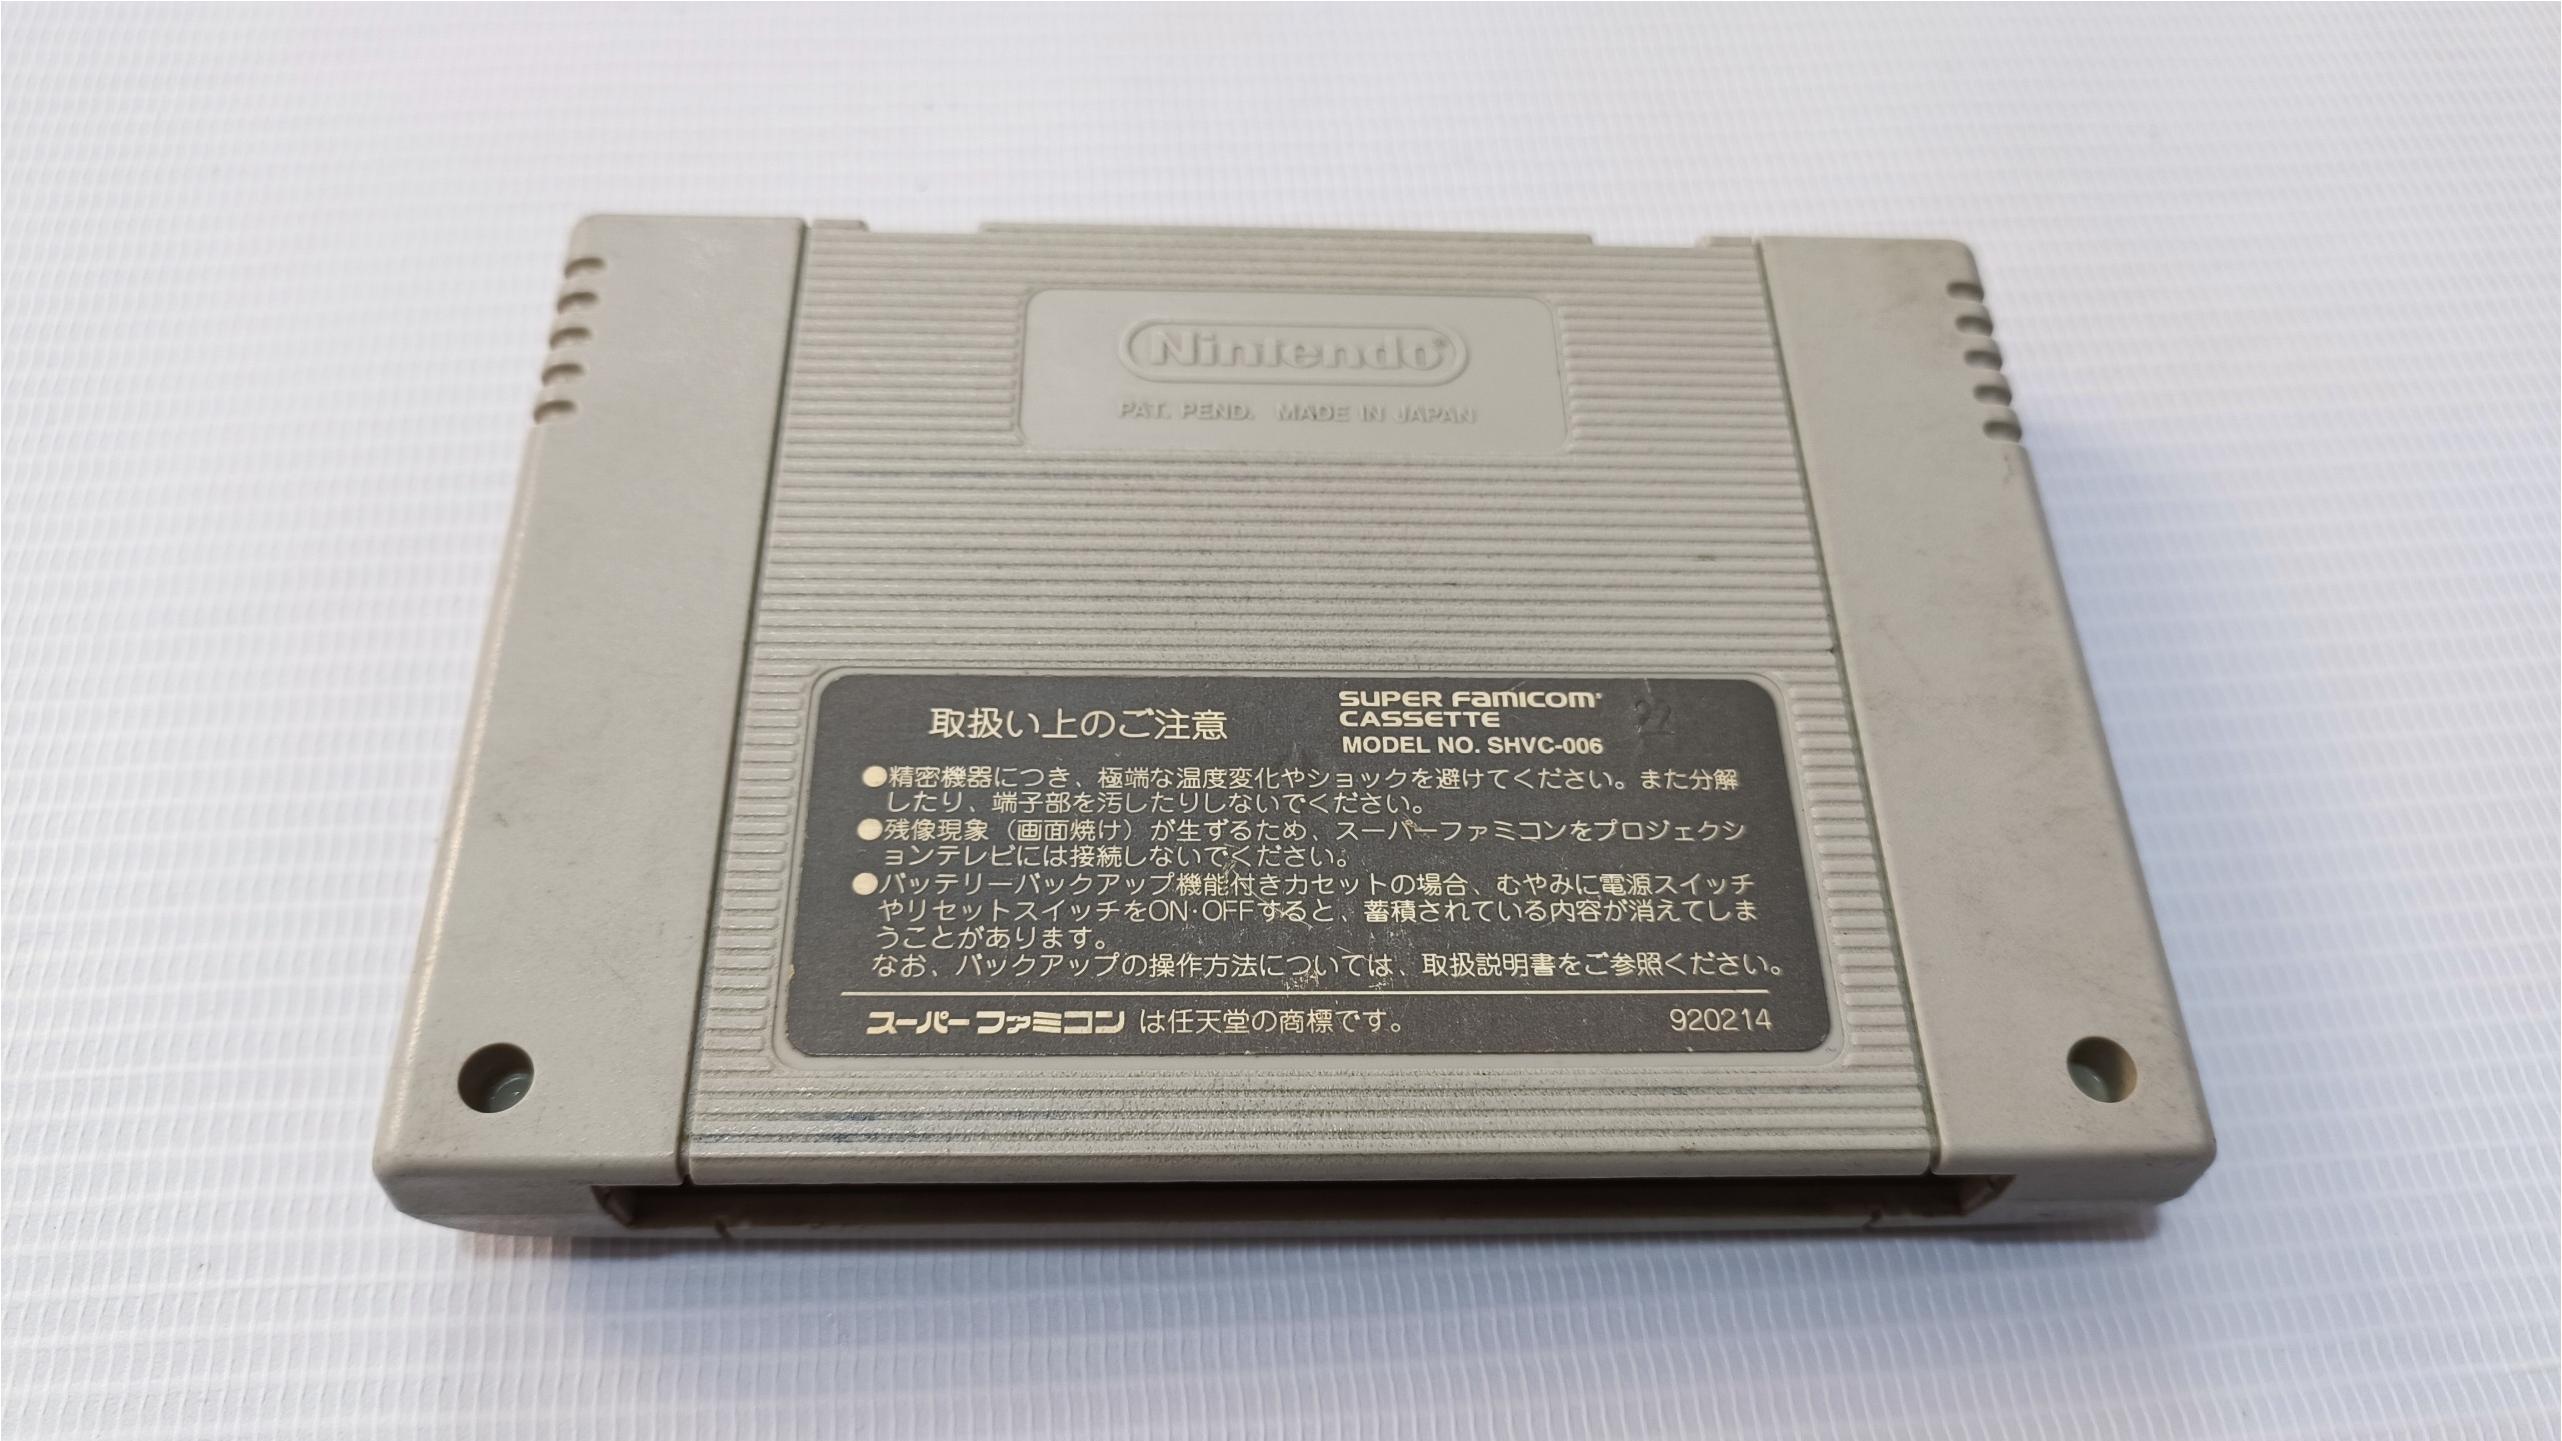 Nintendo®
PAT. PEND. MADE IN JAPAN
取扱い上のご注意
SUPER FAMICOM
CASSETTE
MODEL NO. SHVC-006
22
●精密機器につき、極端な温度変化やショックを避けてください。また分解
したり、端子部を汚したりしないでください。
●残像現象（画面焼け）が生ずるため、スーパーファミコンをプロジェクシ
ョンテレビには接続しないでください。
●バッテリーバックアップ機能付きカセットの場合、むやみに電源スイッチ
やリセットスイッチをON·OFFすると、蓄積されている内容が消えてしま
うことがあります。
なお、バックアップの操作方法については、取扱説明書をご参照ください。
スーパーファミコン は任天堂の商標です。
920214